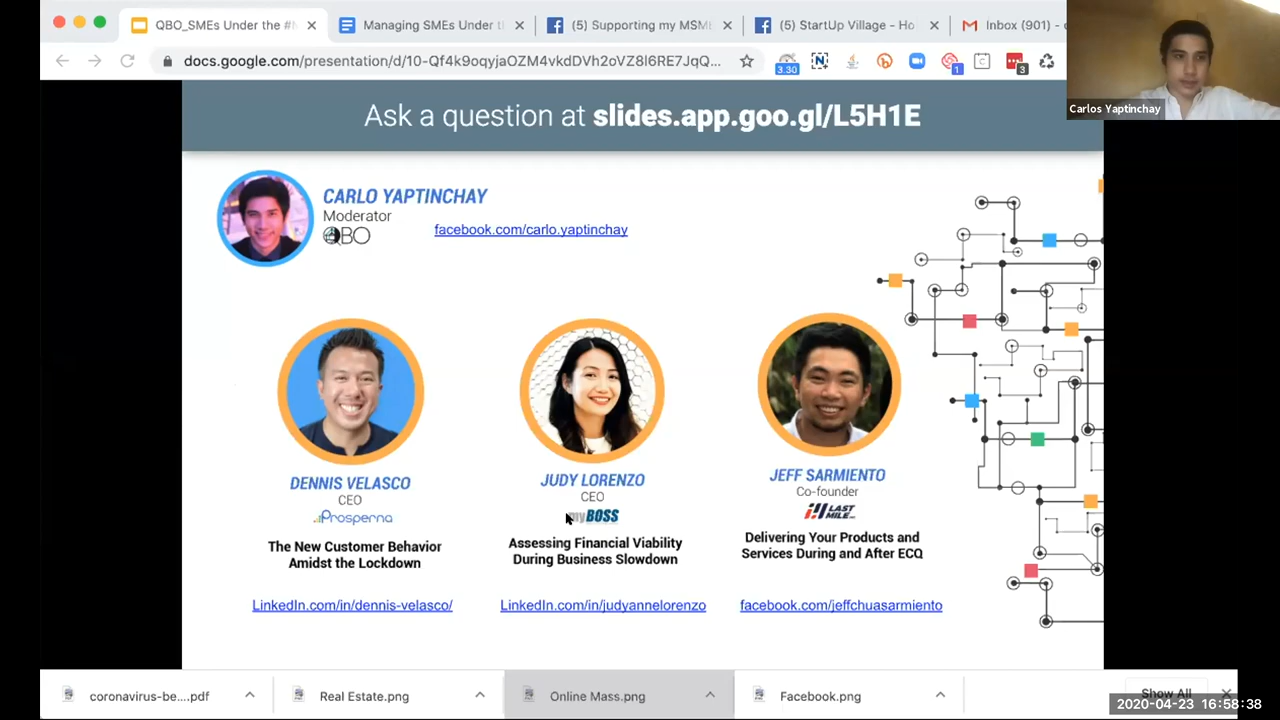 QBO_SMEs Under the #
Managing SMEs Under t
(5) Supporting my MSM
(5) StartUp Village - Ho
Inbox (901) -
docs.google.com/presentation/d/10-Qf4k9oqyjaOZM4vkdDVh2oVZ8l6RE7JqQ...
3.30
1
3
Carlos Yaptinchay
Ask a question at slides.app.goo.gl/L5H1E
CARLO YAPTINCHAY
Moderator
QBO
facebook.com/carlo.yaptinchay
DENNIS VELASCO
CEO
Prosperna
The New Customer Behavior
Amidst the Lockdown
LinkedIn.com/in/dennis-velasco/
JUDY LORENZO
CEO
myBOSS
Assessing Financial Viability
During Business Slowdown
LinkedIn.com/in/judyannelorenzo
JEFF SARMIENTO
Co-founder
LAST MILE
Delivering Your Products and
Services During and After ECQ
facebook.com/jeffchuasarmiento
coronavirus-be....pdf
Real Estate.png
Online Mass.png
Facebook.png
Show All
2020-04-23 16:58:38